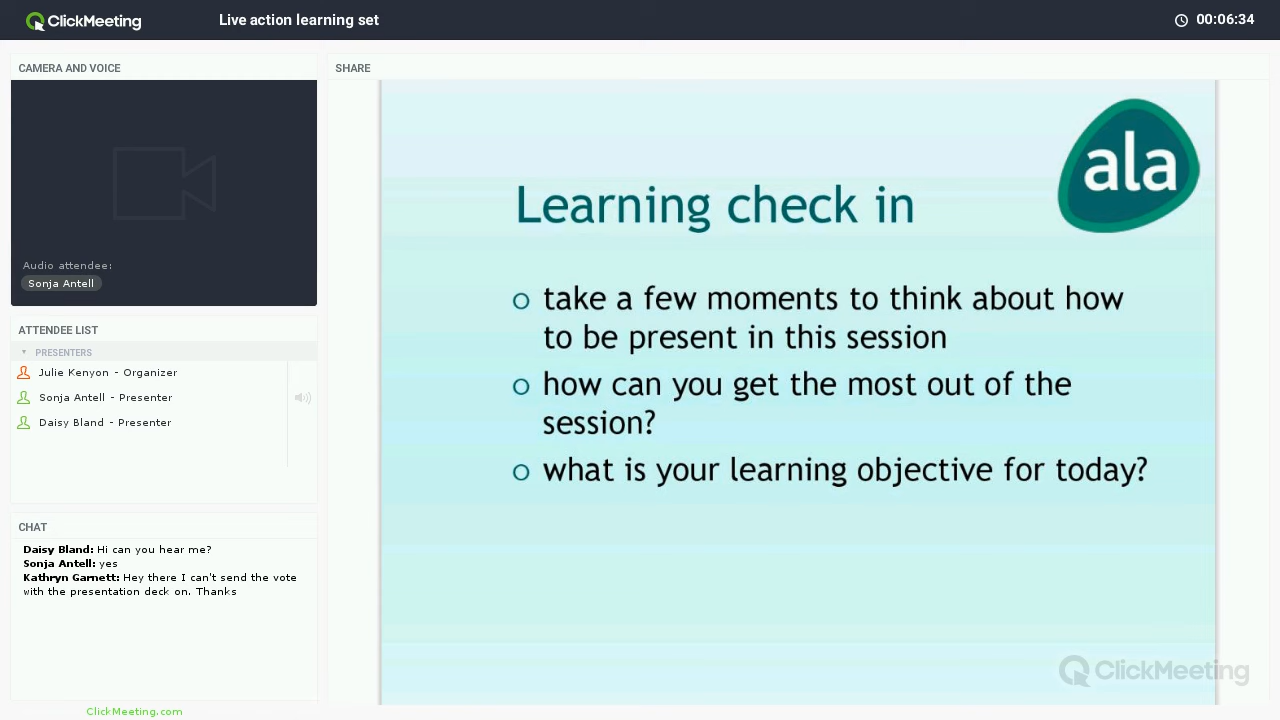 ClickMeeting
Live action learning set
00:06:34
CAMERA AND VOICE
Audio attendee:
Sonja Antell
ATTENDEE LIST
PRESENTERS
Julie Kenyon - Organizer
Sonja Antell - Presenter
Daisy Bland - Presenter
CHAT
Daisy Bland: Hi can you hear me?
Sonja Antell: yes
Kathryn Garnett: Hey there I can't send the vote
with the presentation deck on. Thanks
ClickMeeting.com
SHARE
ala
Learning check in
take a few moments to think about how
to be present in this session
how can you get the most out of the
session?
what is your learning objective for today?
ClickMeeting